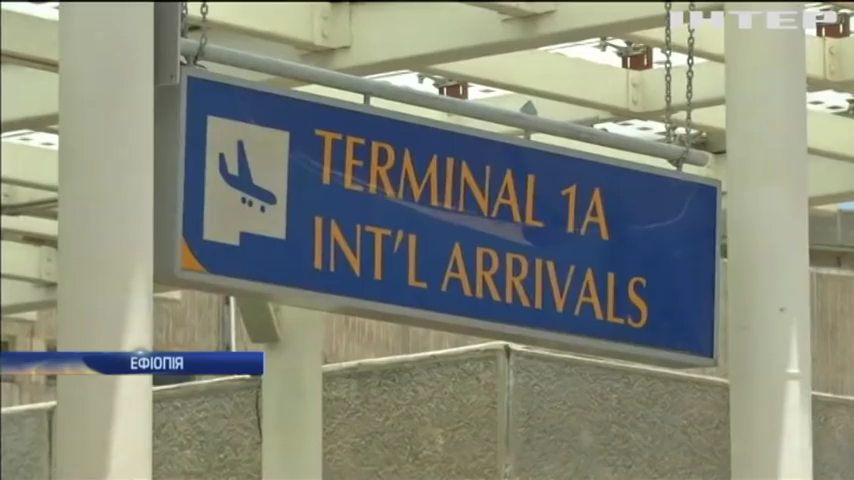 ІНТЕР
TERMINAL 1A
INT'L ARRIVALS
ЕФІОПІЯ